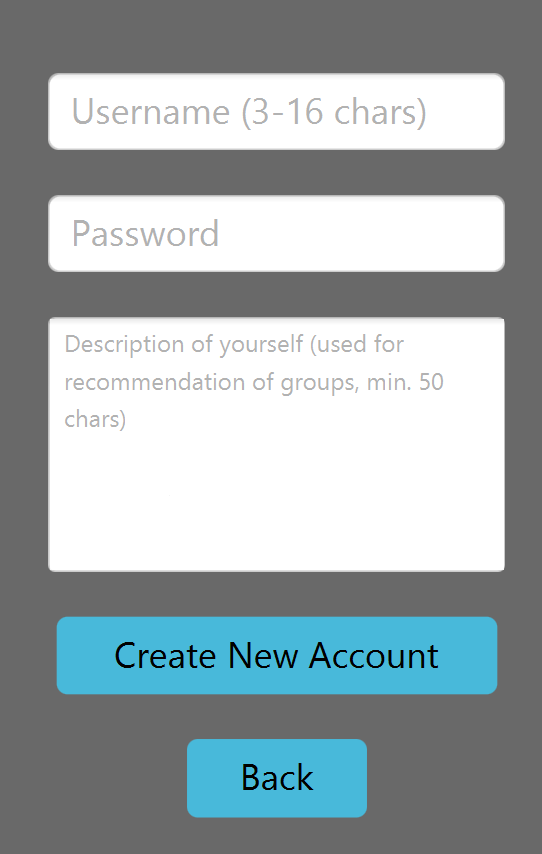 Username (3-16 chars)
Password
Description of yourself (used for
recommendation of groups, min. 50
chars)
Create New Account
Back